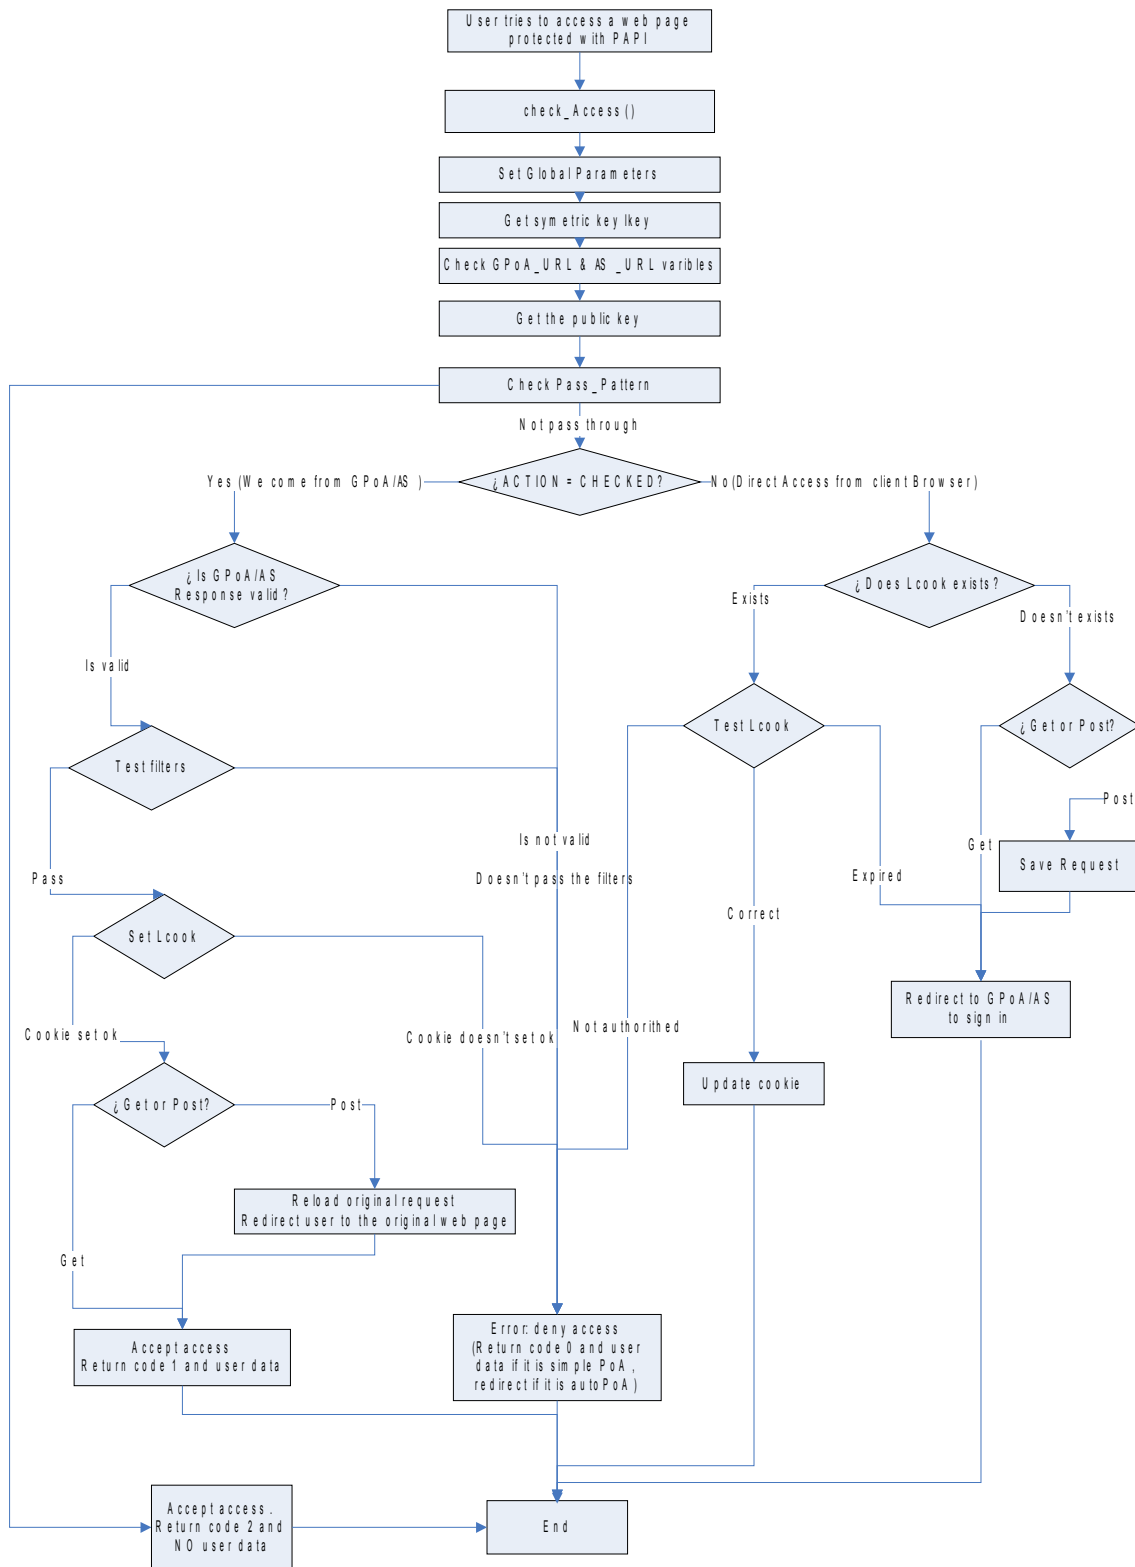 User tries to access a web page
protected with PAPI
check_Access()
Set Global Parameters
Get symetric key lkey
Check GPoA_URL & AS_URL varibles
Get the public key
Check Pass_Pattern
Not pass through
¿ACTION = CHECKED?
Yes (We come from GPoA/AS )
No(Direct Access from client Browser)
¿Is GPoA/AS
Response valid?
¿Does Lcook exists?
Exists
Doesn't exists
Is valid
Test filters
Test Lcook
¿Get or Post?
Post
Is not valid
Get
Save Request
Pass
Doesn't pass the filters
Expired
Correct
Set Lcook
Redirect to GPoA/AS
to sign in
Cookie set ok
Cookie doesn't set ok
Not authorithed
Update cookie
¿Get or Post?
Post
Reload original request
Redirect user to the original web page
Get
Accept access
Return code 1 and user data
Error: deny access
(Return code 0 and user
data if it is simple PoA ,
redirect if it is autoPoA )
Accept access .
Return code 2 and
NO user data
End